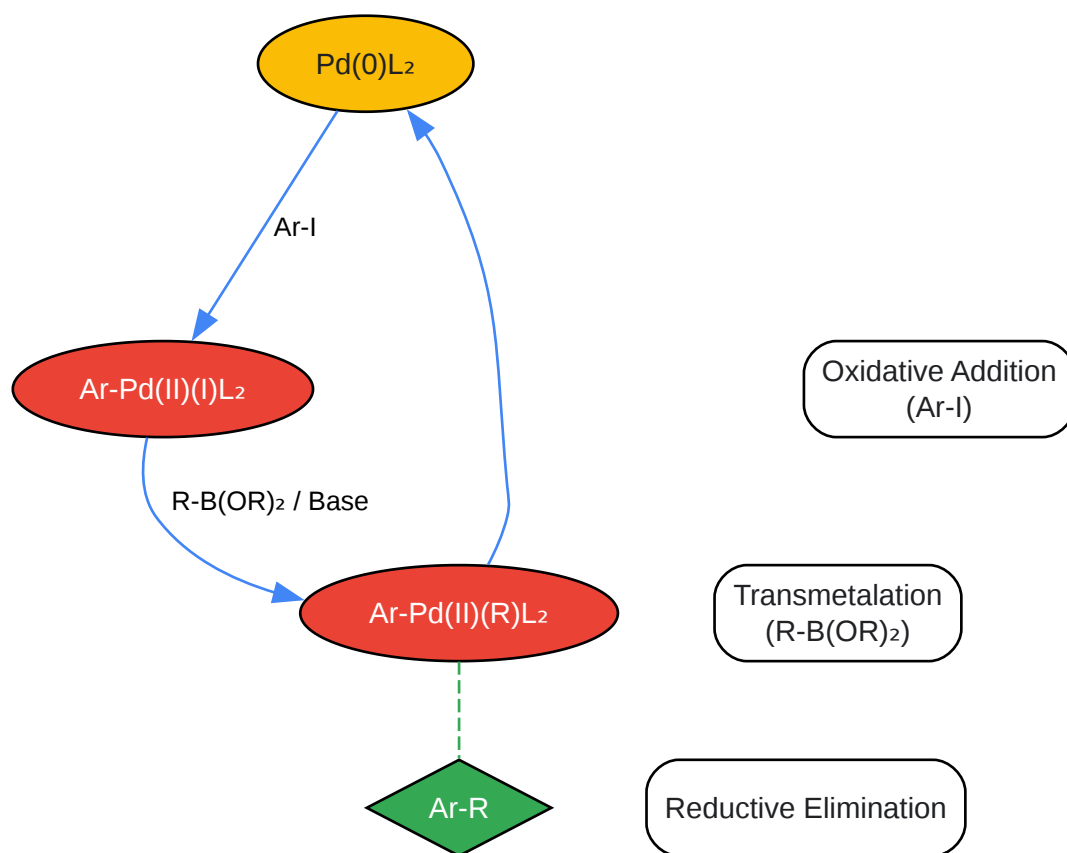 Pd(0)L₂
Ar-I
Ar-Pd(II)(I)L₂
Oxidative Addition
(Ar-I)
R-B(OR)₂ / Base
Ar-Pd(II)(R)L₂
Transmetalation
(R-B(OR)₂)
Ar-R
Reductive Elimination